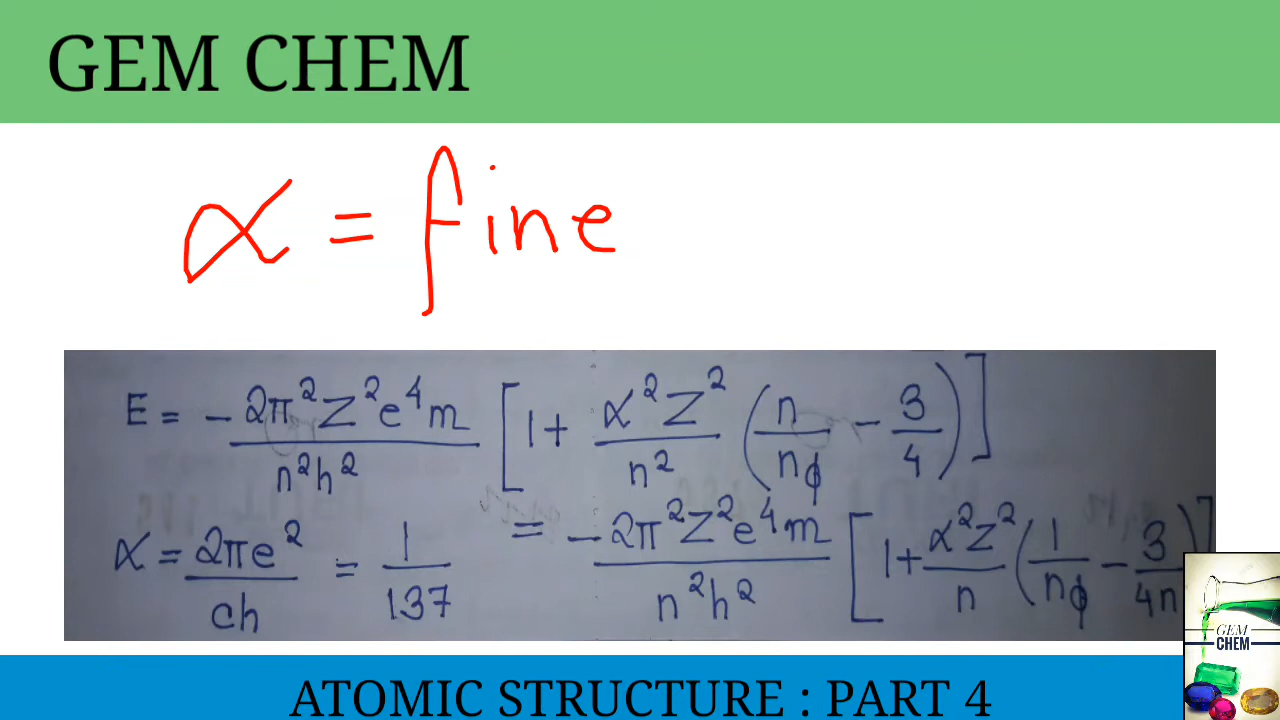 GEM CHEM
α = fine
E = - 2π²Z²e⁴m / n²h² [1 + α²Z² / n² (n / nϕ - 3 / 4)]
α = 2πe² / ch = 1 / 137
= - 2π²Z²e⁴m / n²h² [1 + α²Z² / n (1 / nϕ - 3 / 4n)]
GEM
CHEM
ATOMIC STRUCTURE : PART 4